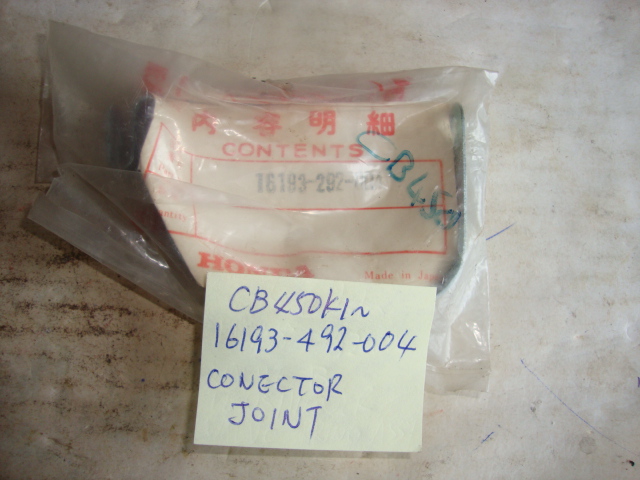 内容明細
CONTENTS
16193-292-
CB450
HONDA
Made in Japan
CB450K1~
16193-492-004
CONECTOR
JOINT